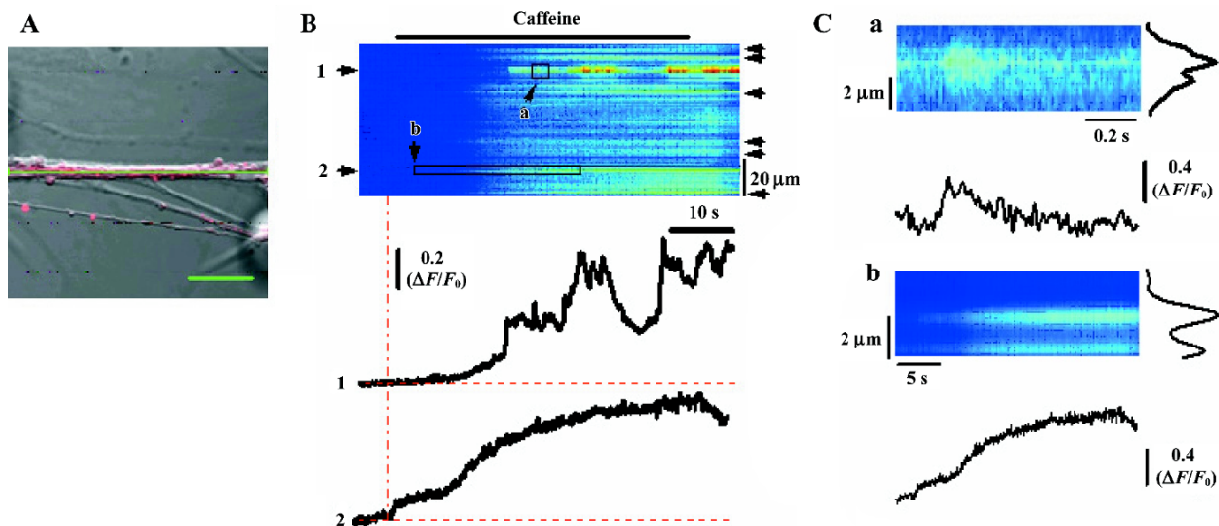 A
B
Caffeine
1
a
b
2
20 μm
10 s
0.2
(ΔF/F₀)
1
2
C
a
2 μm
0.2 s
0.4
(ΔF/F₀)
b
2 μm
5 s
0.4
(ΔF/F₀)